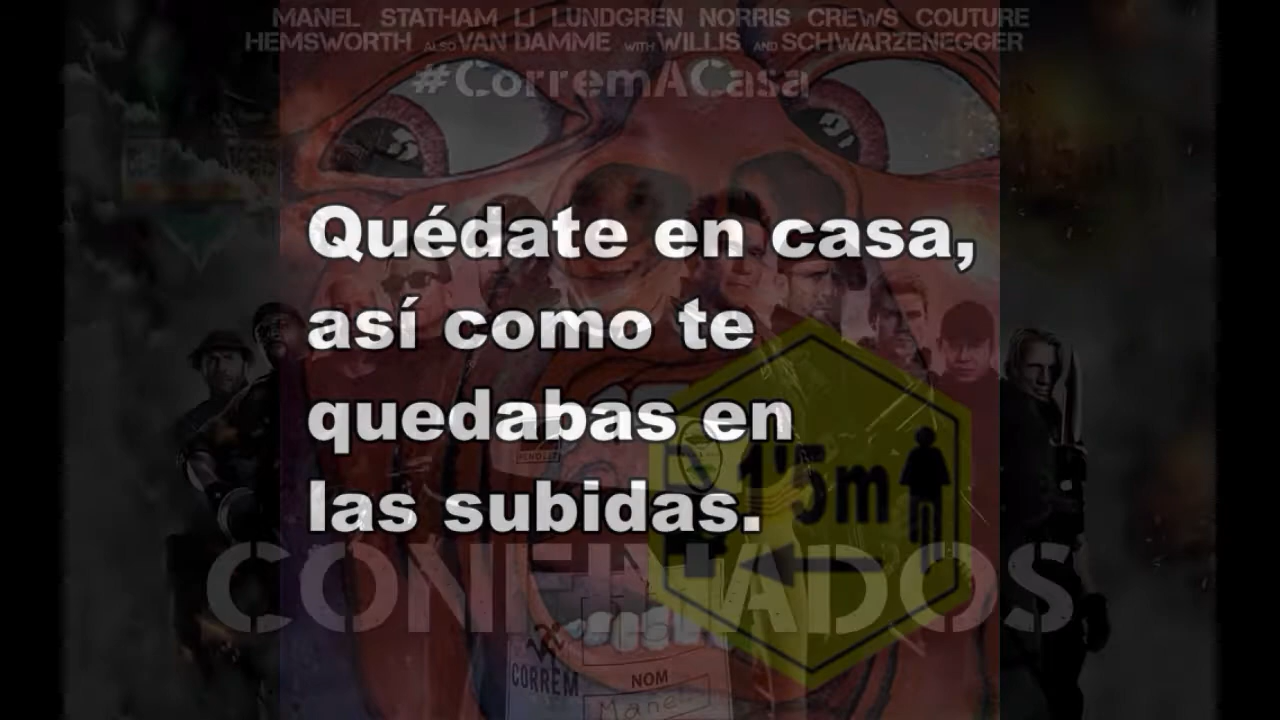 MANEL STATHAM LI LUNDGREN NORRIS CREWS COUTURE
HEMSWORTH ALSO VAN DAMME WITH WILLIS AND SCHWARZENEGGER
#CorremACasa
Quédate en casa,
así como te
quedabas en
las subidas.
1'5m
CONFINADOS
CORREM
NOM
Manel